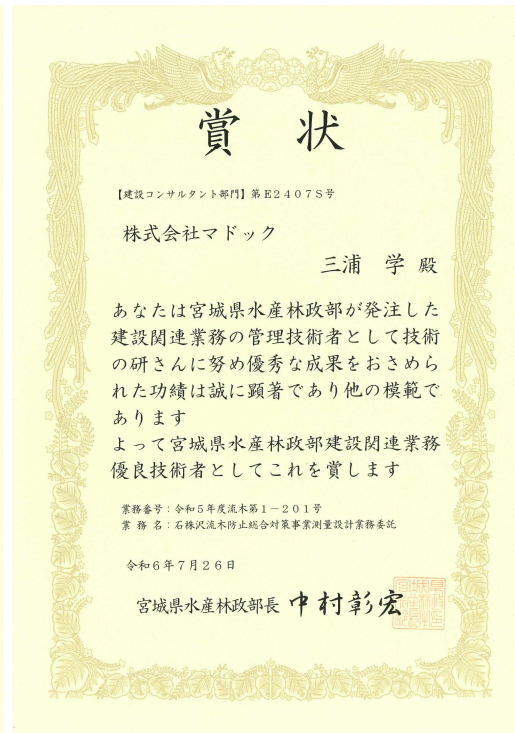 賞状
【建設コンサルタント部門】第E2407S号
株式会社マドック
三浦 学 殿
あなたは宮城県水産林政部が発注した
建設関連業務の管理技術者として技術
の研さんに努め優秀な成果をおさめら
れた功績は誠に顕著であり他の模範で
あります
よって宮城県水産林政部建設関連業務
優良技術者としてこれを賞します
業務番号：令和5年度流木第1－201号
業 務 名：石株沢流木防止総合対策事業測量設計業務委託
令和6年7月26日
宮城県水産林政部長 中村彰宏